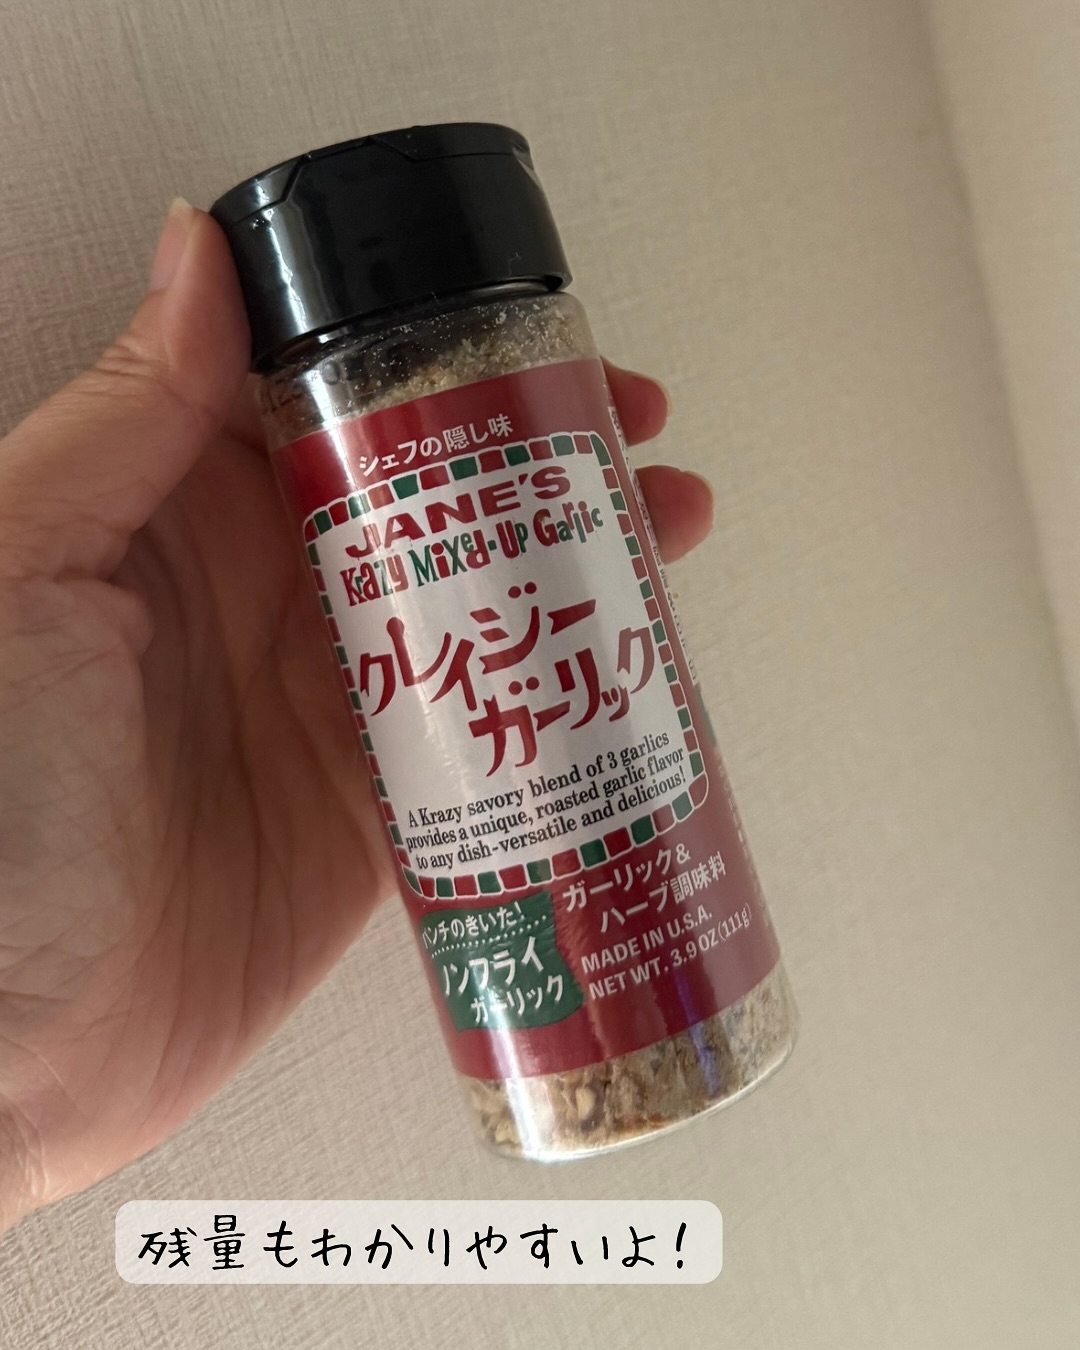 シェフの隠し味
JANE'S
Krazy Mixed-Up Garlic
クレイジー
ガーリック
A Krazy savory blend of 3 garlics
provides a unique, roasted garlic flavor
to any dish-versatile and delicious!
ガーリック&
ハーブ調味料
パンチのきいた!
ノンフライ
ガーリック
MADE IN U.S.A.
NET WT. 3.9 OZ (111g)
残量もわかりやすいよ!